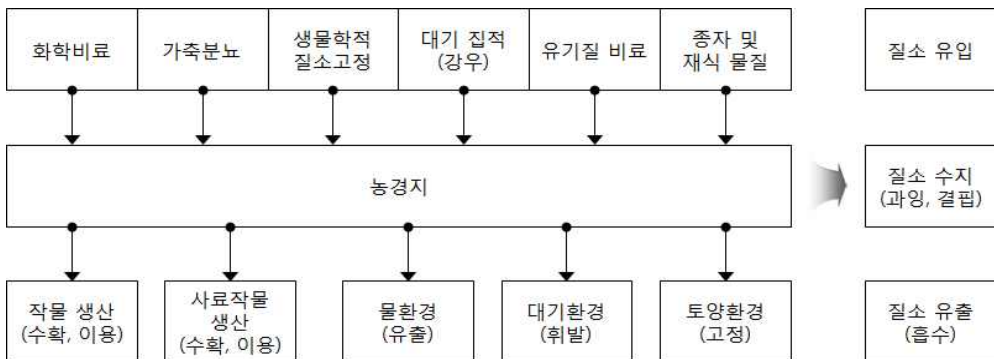 화학비료
가축분뇨
생물학적
질소고정
대기 집적
(강우)
유기질 비료
종자 및
재식 물질
질소 유입
농경지
질소 수지
(과잉, 결핍)
작물 생산
(수확, 이용)
사료작물
생산
(수확, 이용)
물환경
(유출)
대기환경
(휘발)
토양환경
(고정)
질소 유출
(흡수)